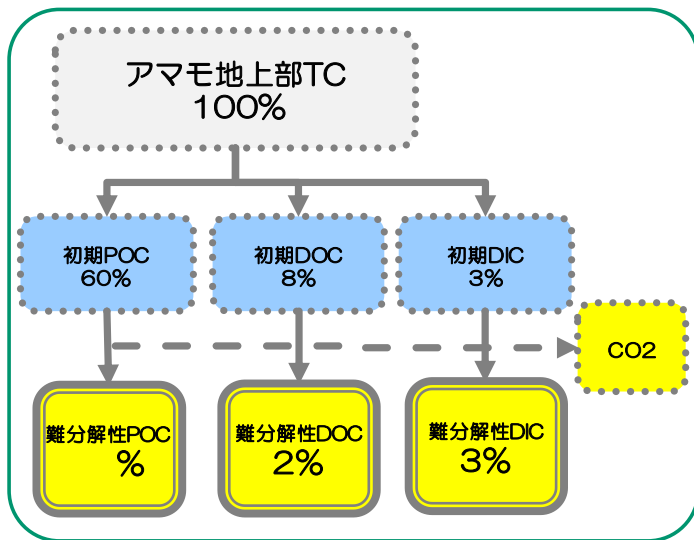 アマモ地上部TC
100%
初期POC
60%
初期DOC
8%
初期DIC
3%
CO2
難分解性POC
%
難分解性DOC
2%
難分解性DIC
3%